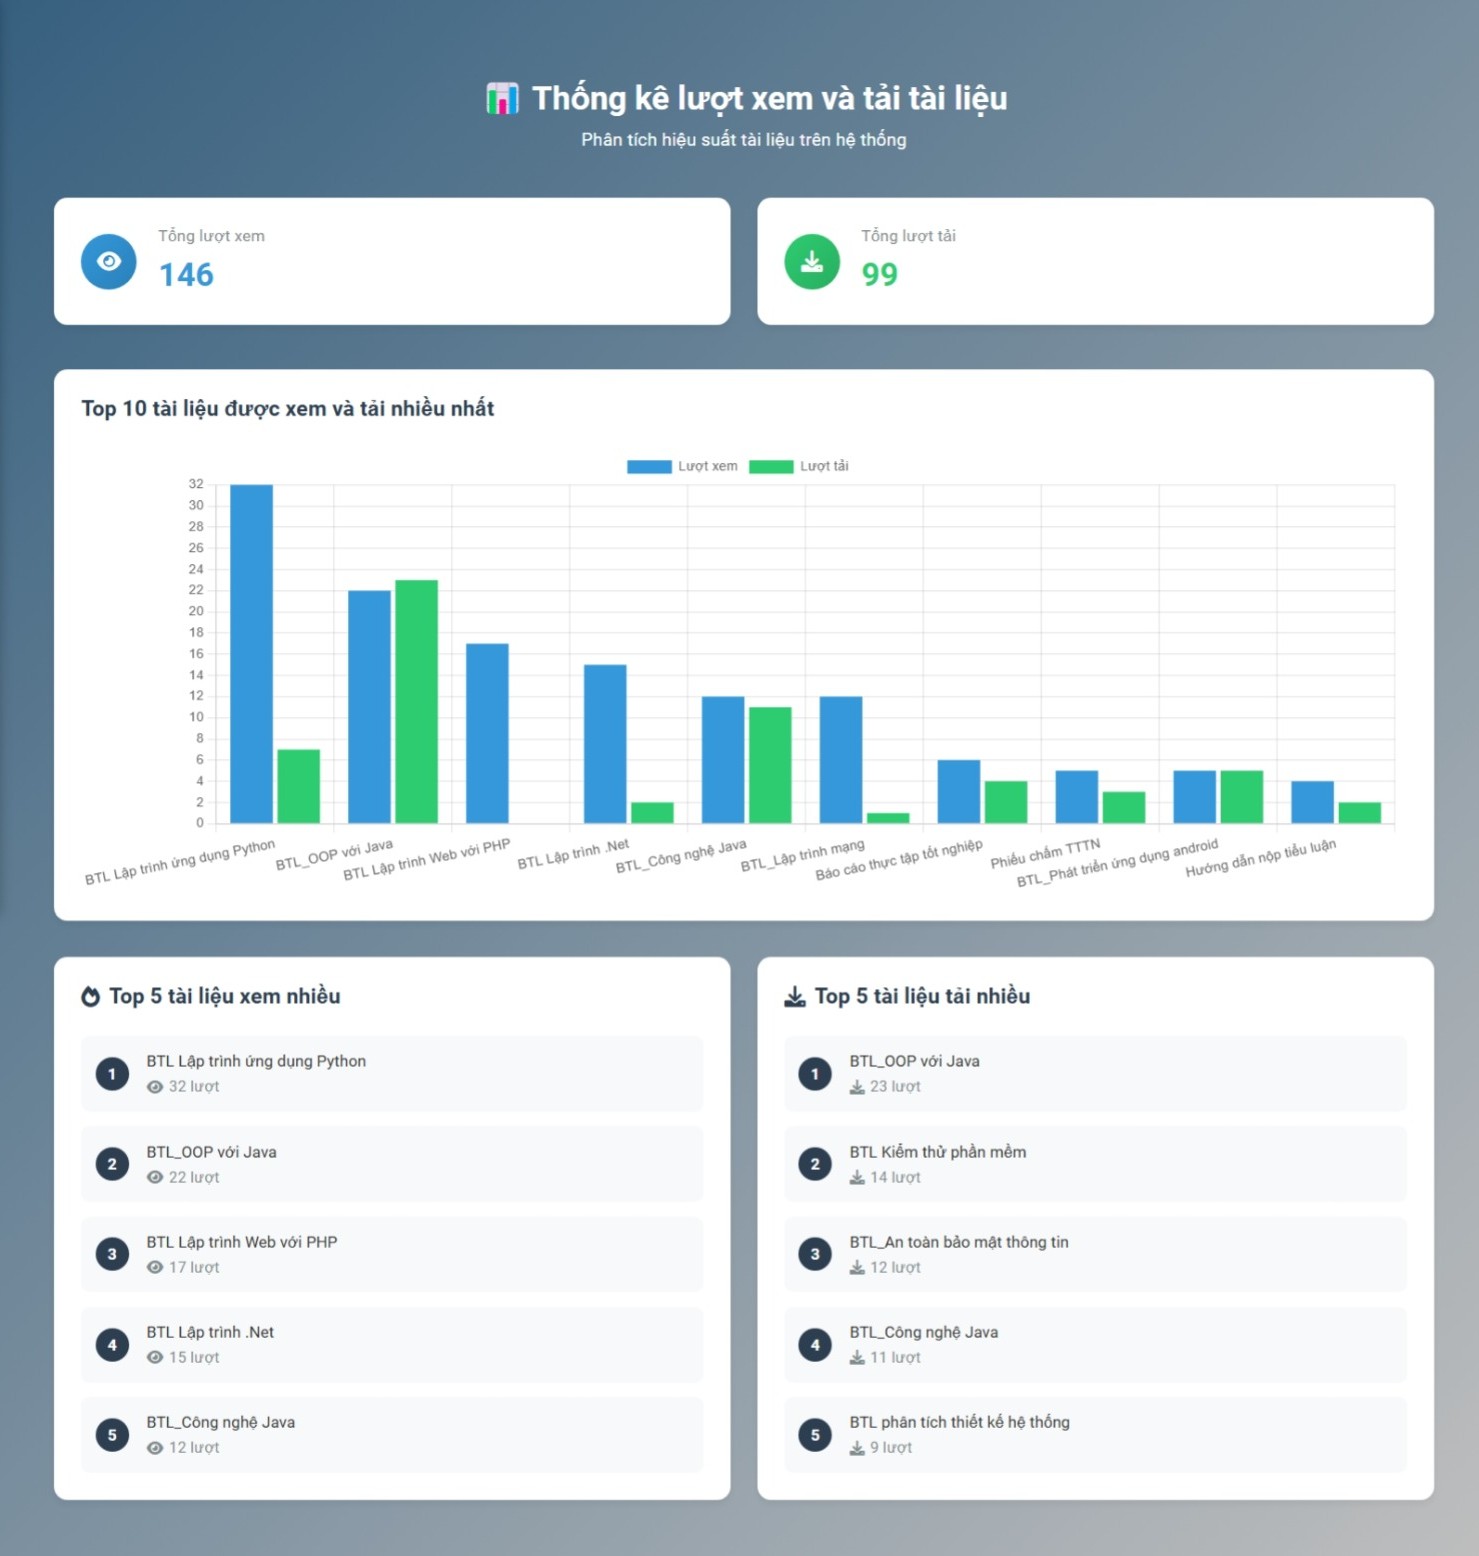 Thống kê lượt xem và tải tài liệu
Phân tích hiệu suất tài liệu trên hệ thống
Tổng lượt xem
146
Tổng lượt tải
99
Top 10 tài liệu được xem và tải nhiều nhất
Lượt xem
Lượt tải
32
30
28
26
24
22
20
18
16
14
12
10
8
6
4
2
0
BTL Lập trình ứng dụng Python
BTL_OOP với Java
BTL Lập trình Web với PHP
BTL Lập trình .Net
BTL_Công nghệ Java
BTL_Lập trình mạng
Báo cáo thực tập tốt nghiệp
Phiếu chấm TTTN
BTL_Phát triển ứng dụng android
Hướng dẫn nộp tiểu luận
Top 5 tài liệu xem nhiều
1
BTL Lập trình ứng dụng Python
32 lượt
2
BTL_OOP với Java
22 lượt
3
BTL Lập trình Web với PHP
17 lượt
4
BTL Lập trình .Net
15 lượt
5
BTL_Công nghệ Java
12 lượt
Top 5 tài liệu tải nhiều
1
BTL_OOP với Java
23 lượt
2
BTL Kiểm thử phần mềm
14 lượt
3
BTL_An toàn bảo mật thông tin
12 lượt
4
BTL_Công nghệ Java
11 lượt
5
BTL phân tích thiết kế hệ thống
9 lượt